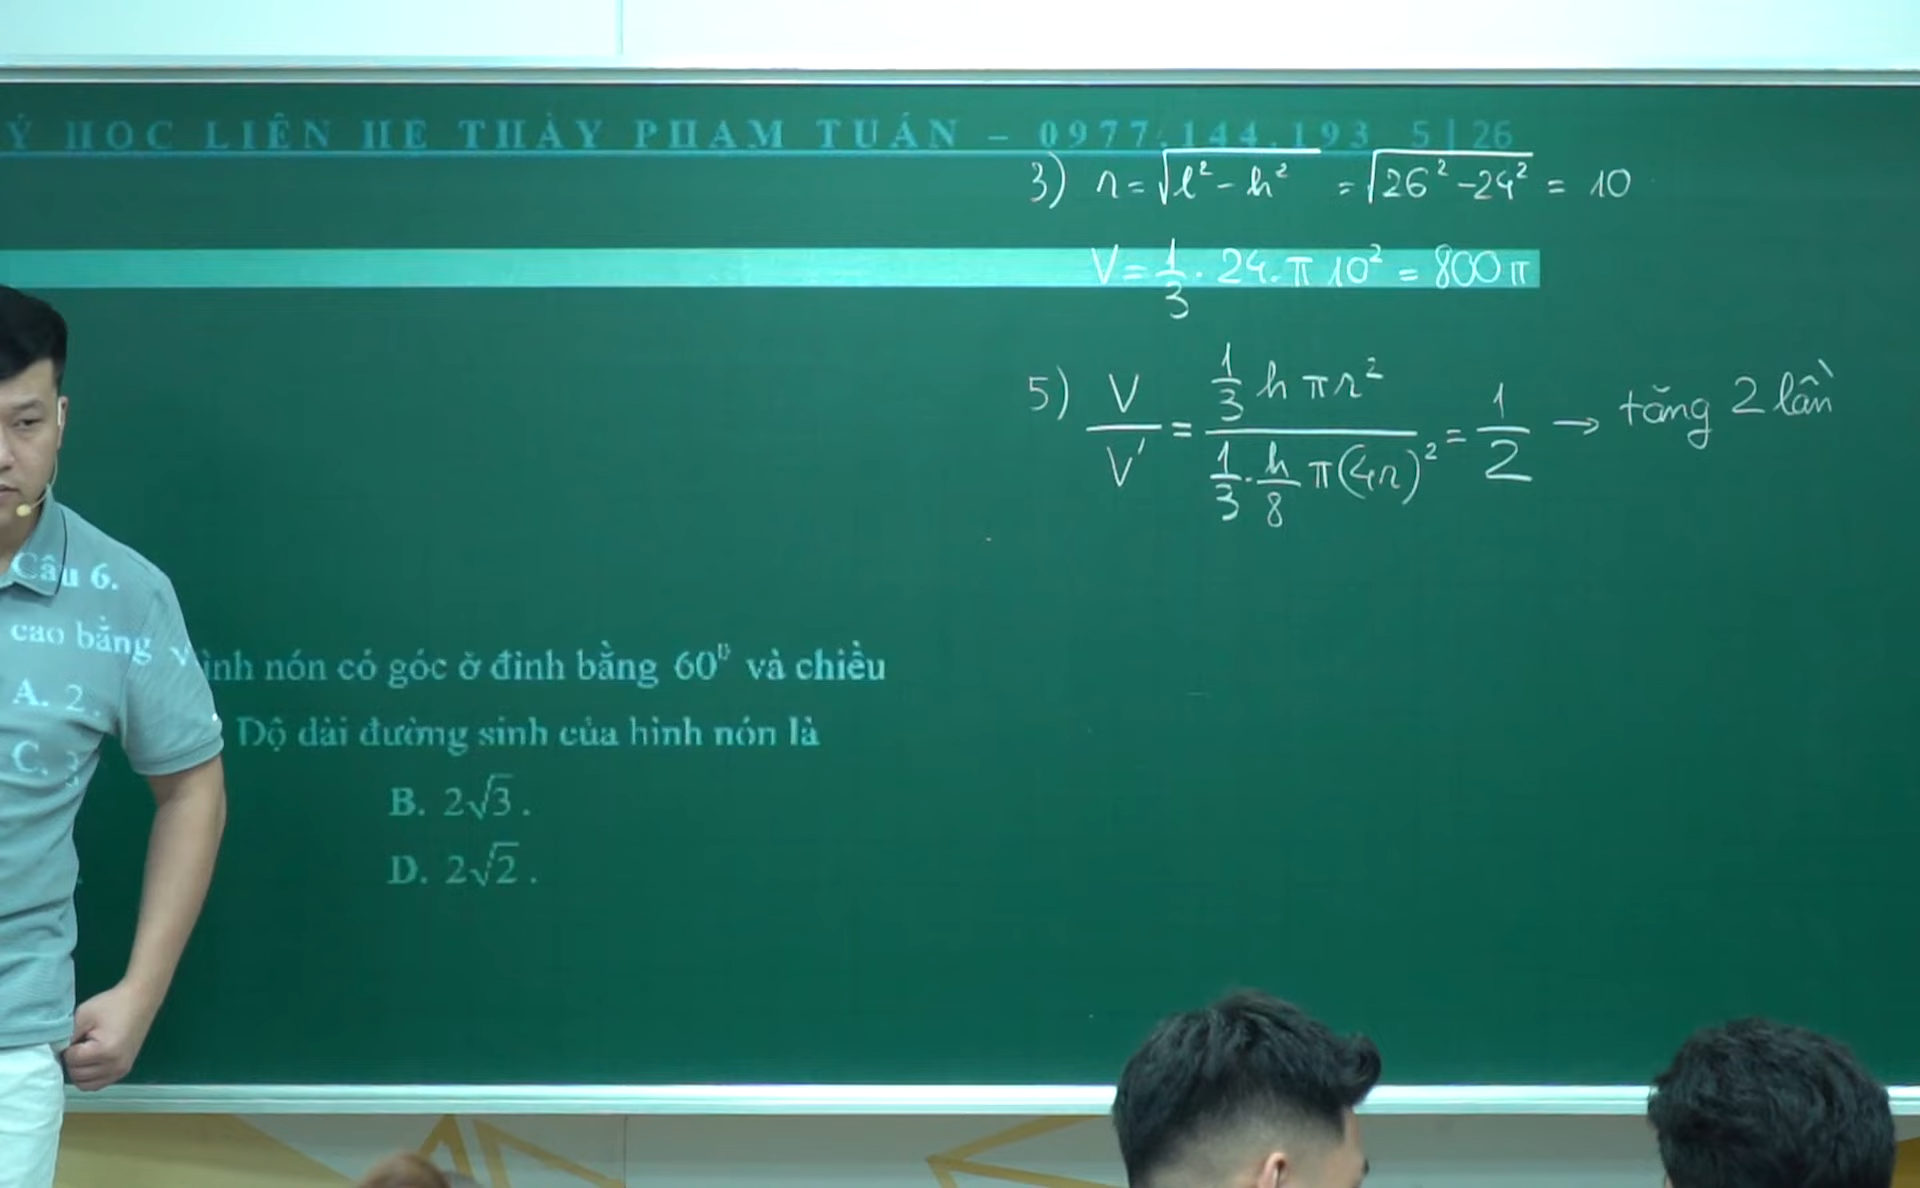 Ý HỌC LIÊN HỆ THẦY PHẠM TUẤN – 0977.144.193 5 | 26
3) r = √(l² - h²) = √(26² - 24²) = 10
V = 1/3 . 24 . π 10² = 800π
5) V/V' = (1/3 h π r²)/(1/3 . h/8 π(4r)²) = 1/2 → tăng 2 lần
Câu 6. ình nón có góc ở đỉnh bằng 60⁰ và chiều
cao bằng Độ dài đường sinh của hình nón là
A. 2. B. 2√3.
C. 3 D. 2√2.